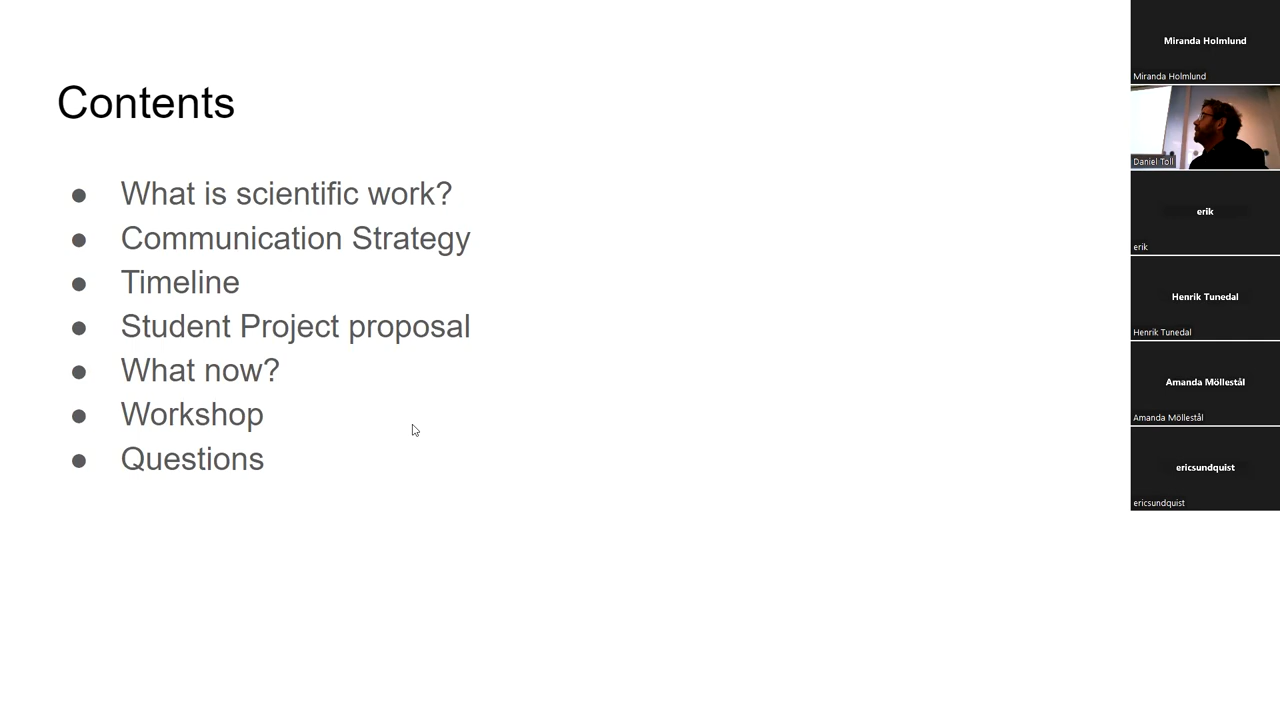 Contents
● What is scientific work?
● Communication Strategy
● Timeline
● Student Project proposal
● What now?
● Workshop
● Questions
Miranda Holmlund
Miranda Holmlund
Daniel Toll
erik
erik
Henrik Tunedal
Henrik Tunedal
Amanda Möllestål
Amanda Möllestål
ericsundquist
ericsundquist